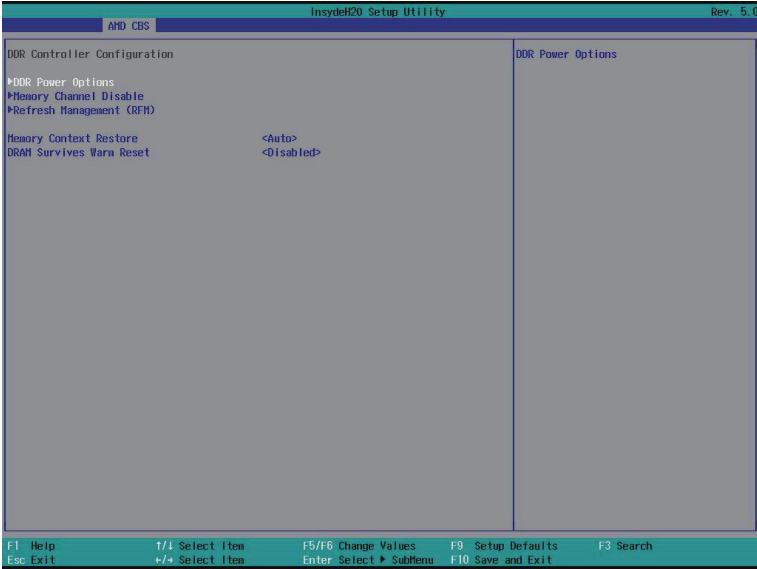 InsydeH20 Setup Utility Rev. 5.0
AMD CBS
DDR Controller Configuration
DDR Power Options
▶DDR Power Options
▶Memory Channel Disable
▶Refresh Management (RFM)
Memory Context Restore <Auto>
DRAM Survives Warm Reset <Disabled>
F1 Help ↑/↓ Select Item F5/F6 Change Values F9 Setup Defaults F3 Search
Esc Exit ←/→ Select Item Enter Select ▶ SubMenu F10 Save and Exit